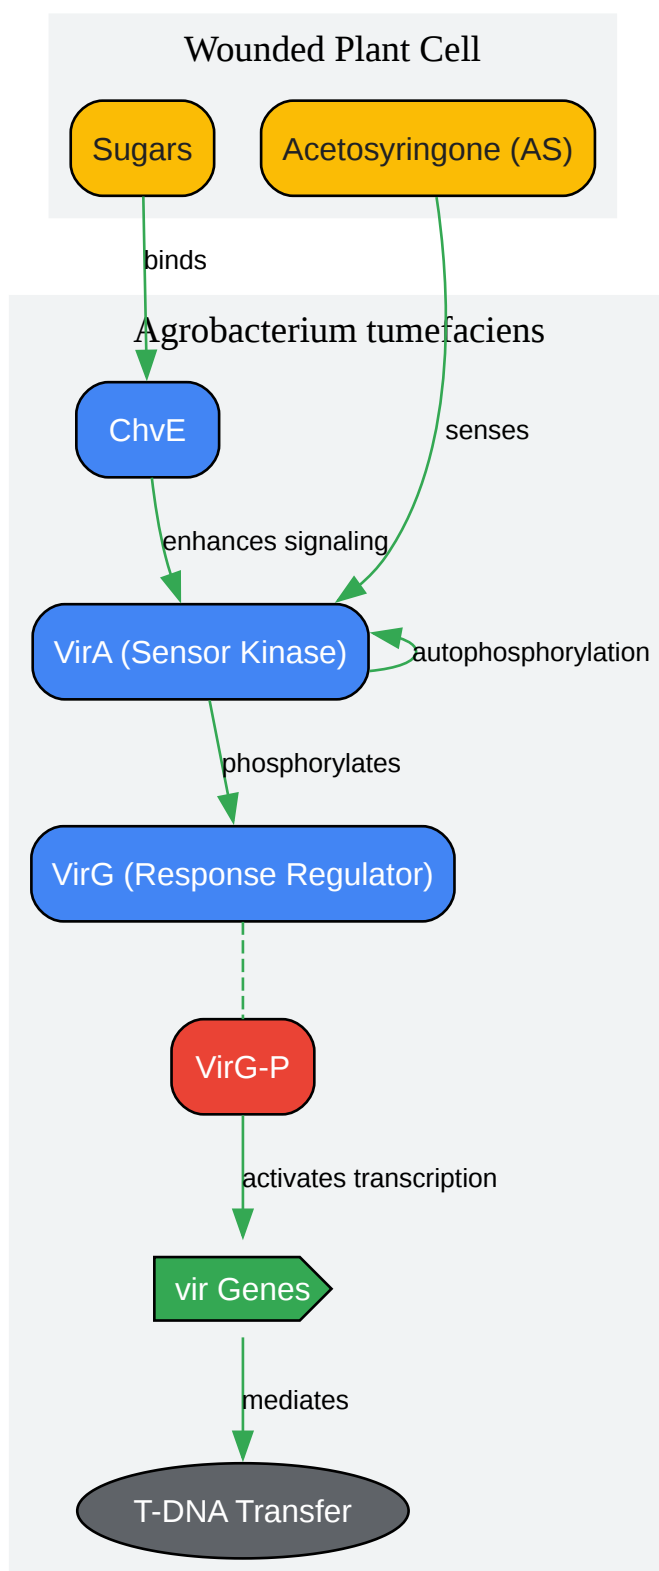 Wounded Plant Cell
Sugars
Acetosyringone (AS)
binds
Agrobacterium tumefaciens
ChvE
senses
enhances signaling
VirA (Sensor Kinase)
autophosphorylation
phosphorylates
VirG (Response Regulator)
VirG-P
activates transcription
vir Genes
mediates
T-DNA Transfer